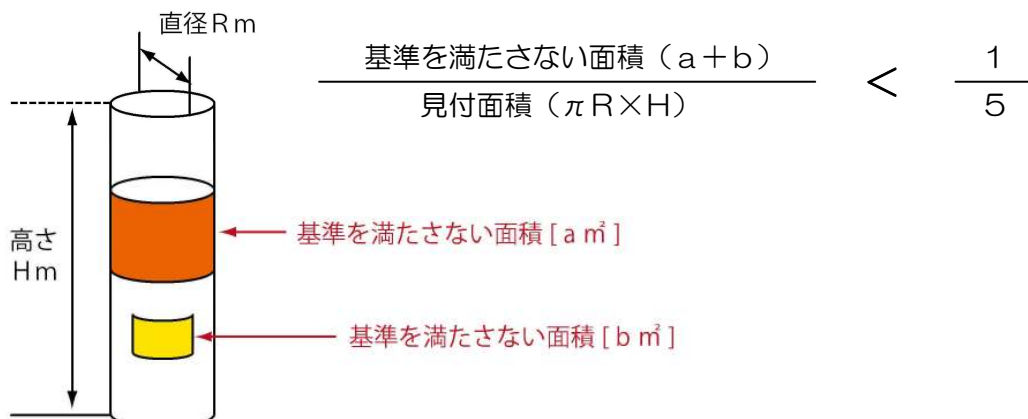 直径Rm
基準を満たさない面積（a＋b）
見付面積（πR×H）
＜
1
5
高さ
Hm
基準を満たさない面積[a㎡]
基準を満たさない面積[b㎡]